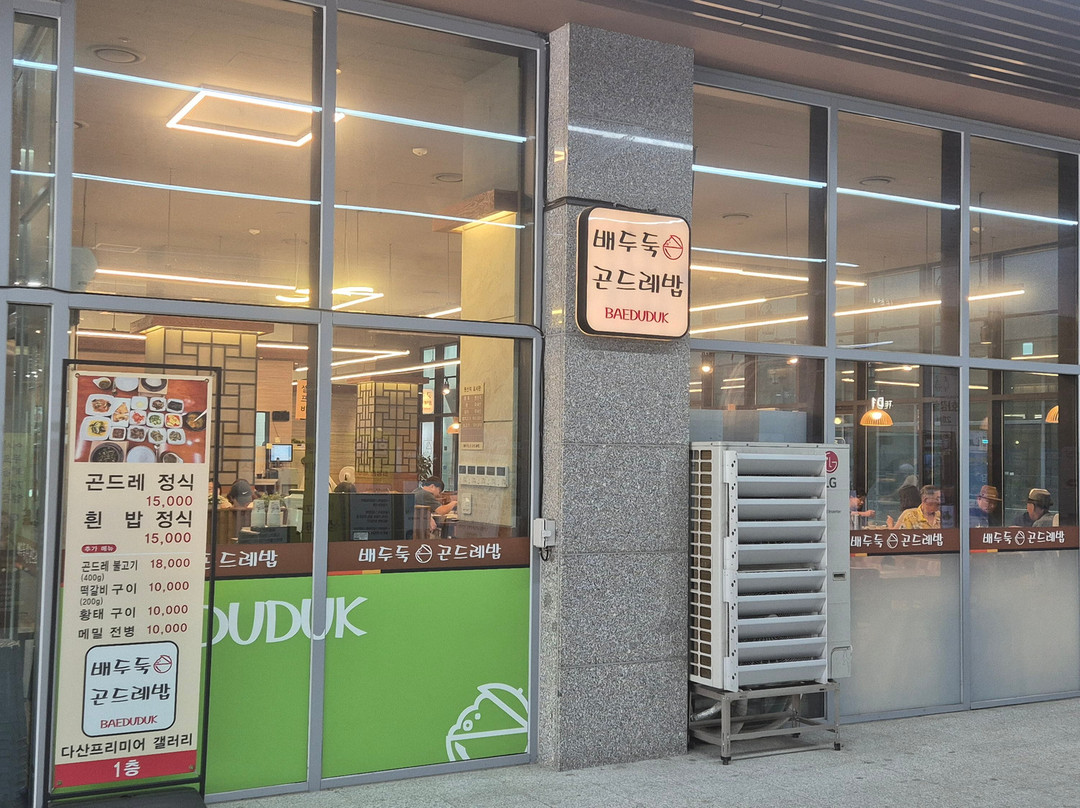 곤드레 정식
15,000
흰 밥 정식
15,000
추가 메뉴
곤드레 불고기 18,000
(400g)
떡갈비 구이 10,000
(200g)
황태 구이 10,000
메밀 전병 10,000
배두둑
곤드레밥
BAEDUDUK
다산프리미어 갤러리
1층
곤드레밥
배두둑 곤드레밥
DUDUK
배두둑
곤드레밥
BAEDUDUK
LG
배두둑 곤드레밥
배두둑 곤드레밥